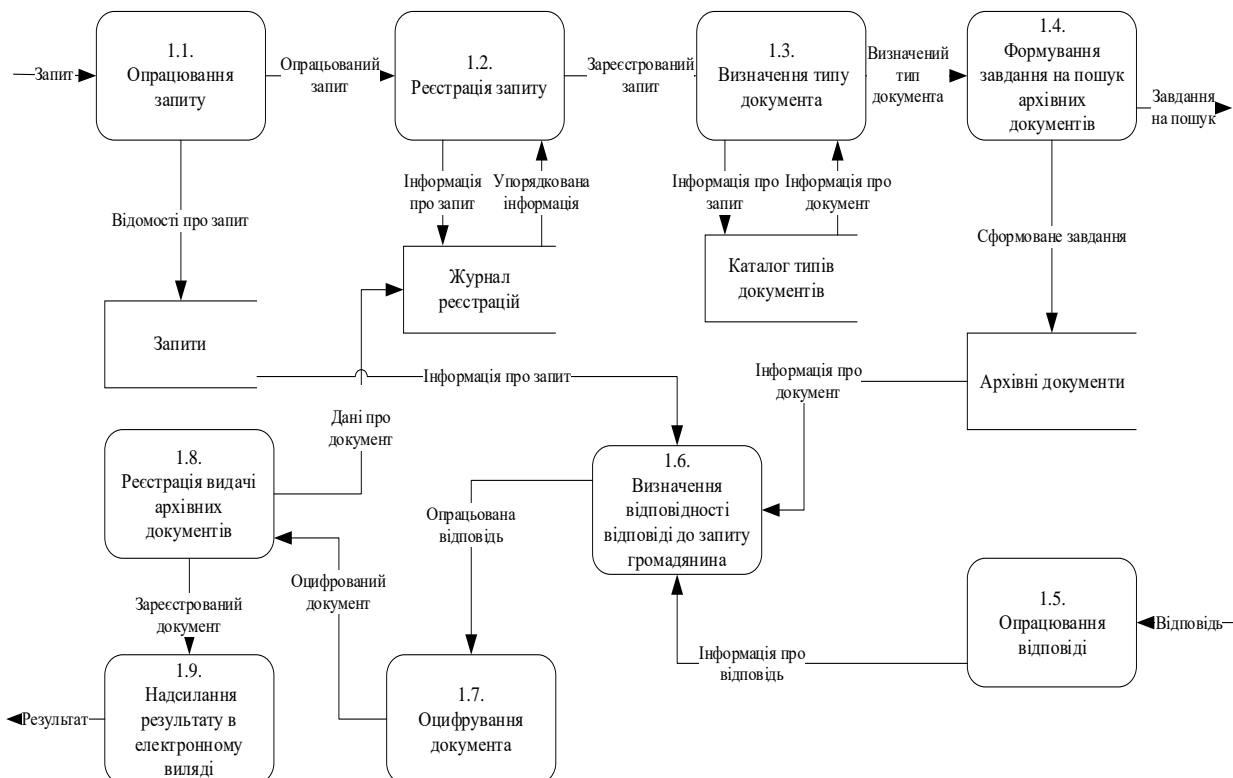 1.1.
Опрацювання
запиту
Запит
Опрацьований
запит
1.2.
Реєстрація запиту
Зареєстрований
запит
1.3.
Визначення типу
документа
Визначений
тип
документа
1.4.
Формування
завдання на пошук
архівних
документів
Завдання
на пошук
Відомості про запит
Інформація
про запит
Упорядкована
інформація
Інформація про
запит
Інформація про
документ
Сформоване завдання
Запити
Журнал
реєстрацій
Каталог типів
документів
Архівні документи
Інформація про запит
Інформація про
документ
Дані про
документ
1.8.
Реєстрація видачі
архівних
документів
1.6.
Визначення
відповідності
відповіді до запиту
громадянина
Опрацьована
відповідь
Оцифрований
документ
Зареєстрований
документ
1.5.
Опрацювання
відповіді
Відповідь
Інформація про
відповідь
1.7.
Оцифрування
документа
1.9.
Надсилання
результату в
електронному
виляді
Результат